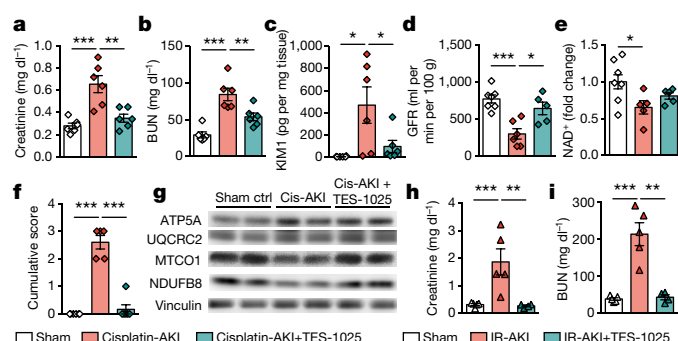 a
Creatinine (mg dl⁻¹)
1.0
0.8
0.6
0.4
0.2
0.0
*** **
b
BUN (mg dl⁻¹)
150
100
50
0
*** **
c
KIM1 (pg per mg tissue)
1,000
800
600
400
200
0
* *
d
GFR (ml per
min per 100 g)
1,500
1,000
500
0
*** *
e
NAD⁺ (fold change)
1.5
1.0
0.5
0
*
f
Cumulative score
4
2
0
*** ***
g
Sham ctrl Cis-AKI Cis-AKI +
TES-1025
ATP5A
UQCRC2
MTCO1
NDUFB8
Vinculin
h
Creatinine (mg dl⁻¹)
4
3
2
1
0
*** **
i
BUN (mg dl⁻¹)
300
200
100
0
*** **
Sham Cisplatin-AKI Cisplatin-AKI+TES-1025
Sham IR-AKI IR-AKI+TES-1025